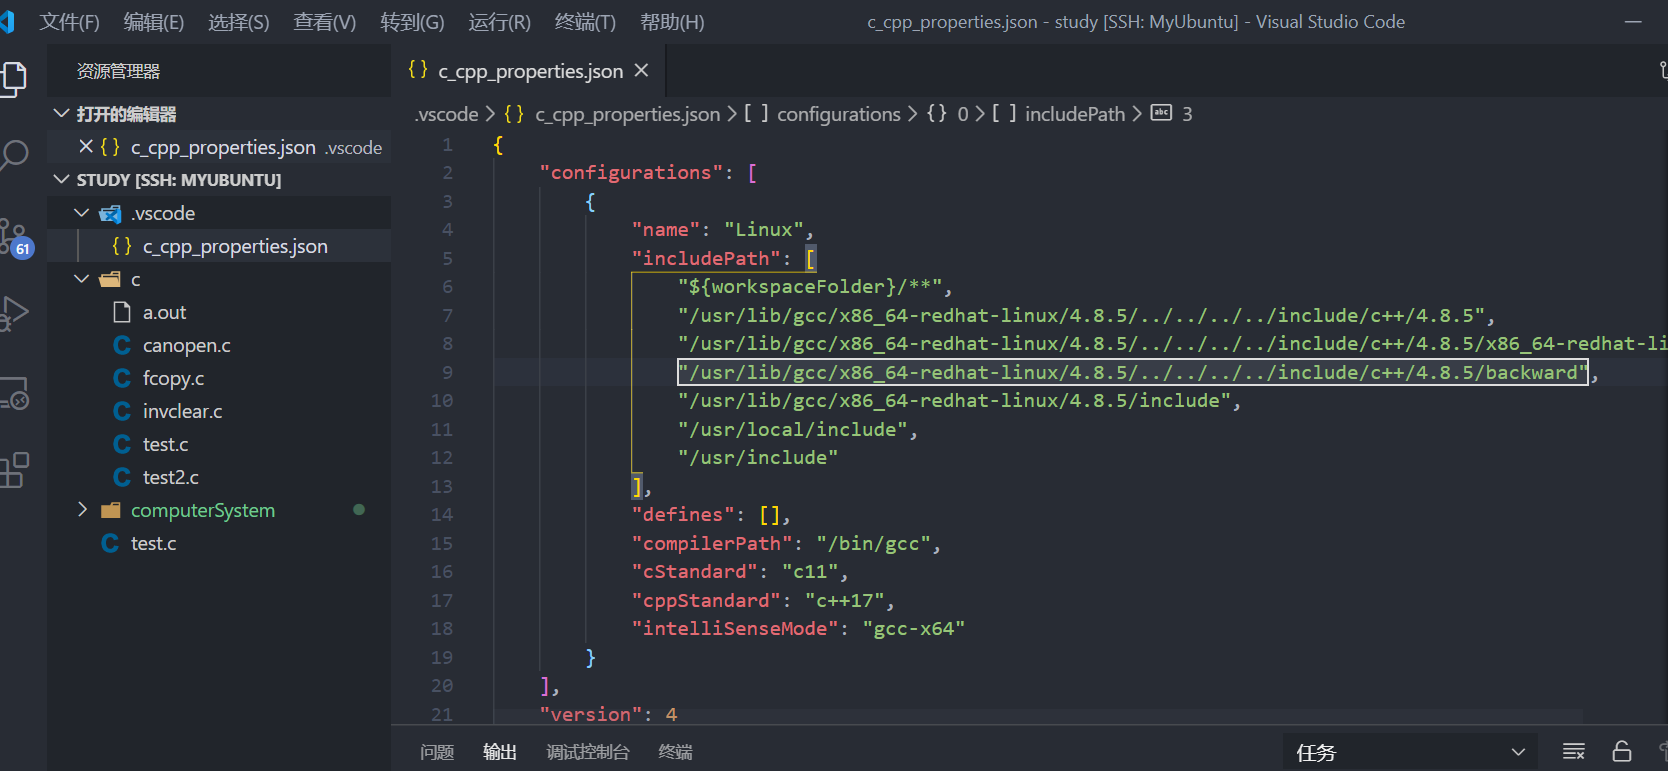 文件(F) 编辑(E) 选择(S) 查看(V) 转到(G) 运行(R) 终端(T) 帮助(H) c_cpp_properties.json - study [SSH: MyUbuntu] - Visual Studio Code
资源管理器
打开的编辑器
{} c_cpp_properties.json .vscode
STUDY [SSH: MYUBUNTU]
.vscode
{} c_cpp_properties.json
c
a.out
C canopen.c
C fcopy.c
C invclear.c
C test.c
C test2.c
computerSystem
C test.c
61
{} c_cpp_properties.json
.vscode > {} c_cpp_properties.json > [ ] configurations > {} 0 > [ ] includePath > abc 3
1 {
2 "configurations": [
3 {
4 "name": "Linux",
5 "includePath": [
6 "${workspaceFolder}/**",
7 "/usr/lib/gcc/x86_64-redhat-linux/4.8.5/../../../../include/c++/4.8.5",
8 "/usr/lib/gcc/x86_64-redhat-linux/4.8.5/../../../../include/c++/4.8.5/x86_64-redhat-li
9 "/usr/lib/gcc/x86_64-redhat-linux/4.8.5/../../../../include/c++/4.8.5/backward",
10 "/usr/lib/gcc/x86_64-redhat-linux/4.8.5/include",
11 "/usr/local/include",
12 "/usr/include"
13 ],
14 "defines": [],
15 "compilerPath": "/bin/gcc",
16 "cStandard": "c11",
17 "cppStandard": "c++17",
18 "intelliSenseMode": "gcc-x64"
19 }
20 ],
21 "version": 4
问题 输出 调试控制台 终端 任务